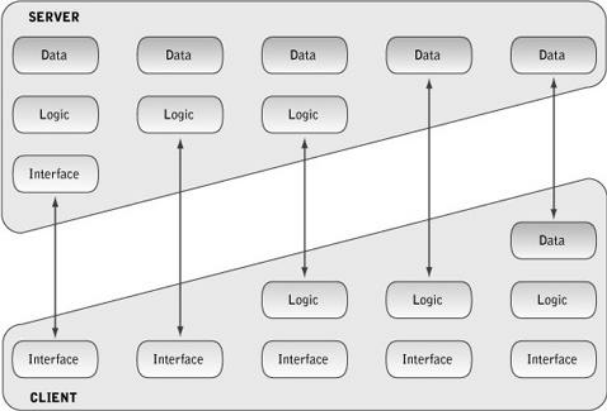 SERVER
Data Data Data Data Data
Logic Logic Logic
Interface
Data
Logic Logic Logic
Interface Interface Interface Interface Interface
CLIENT